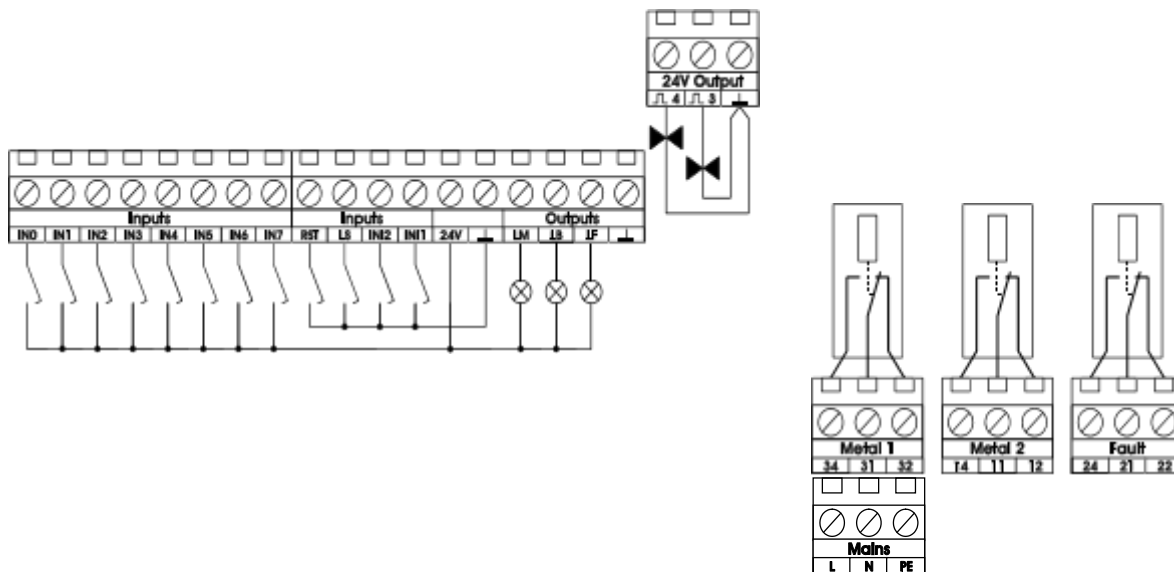 24V Output
4 3
Inputs Inputs Outputs
IN0 IN1 IN2 IN3 IN4 IN5 IN6 IN7 RST LS INI2 INI1 24V LM LB LF
Metal 1
34 31 32
Metal 2
14 11 12
Fault
24 21 22
Mains
L N PE